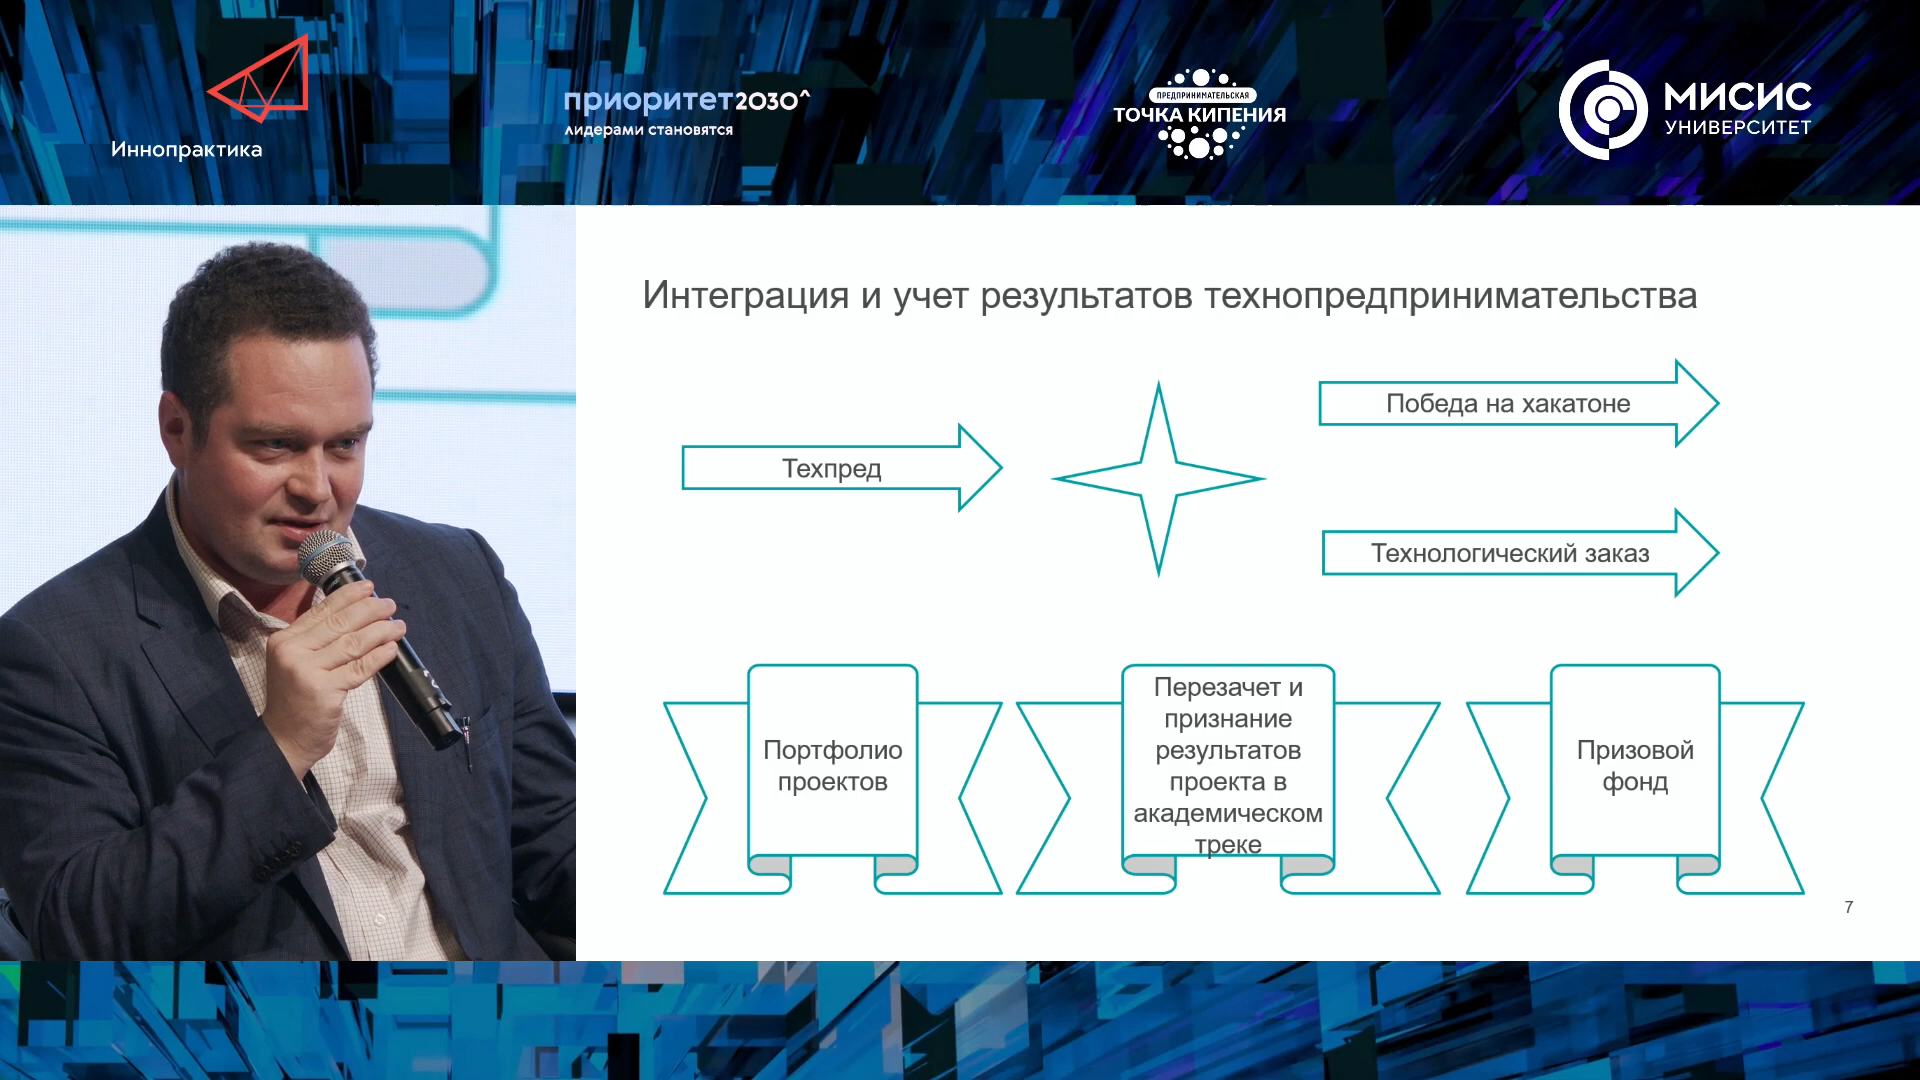 Иннопрактика
приоритет2030^
лидерами становятся
ПРЕДПРИНИМАТЕЛЬСКАЯ
ТОЧКА КИПЕНИЯ
МИСИС
УНИВЕРСИТЕТ
Интеграция и учет результатов технопредпринимательства
Техпред
Победа на хакатоне
Технологический заказ
Портфолио
проектов
Перезачет и
признание
результатов
проекта в
академическом
треке
Призовой
фонд
7